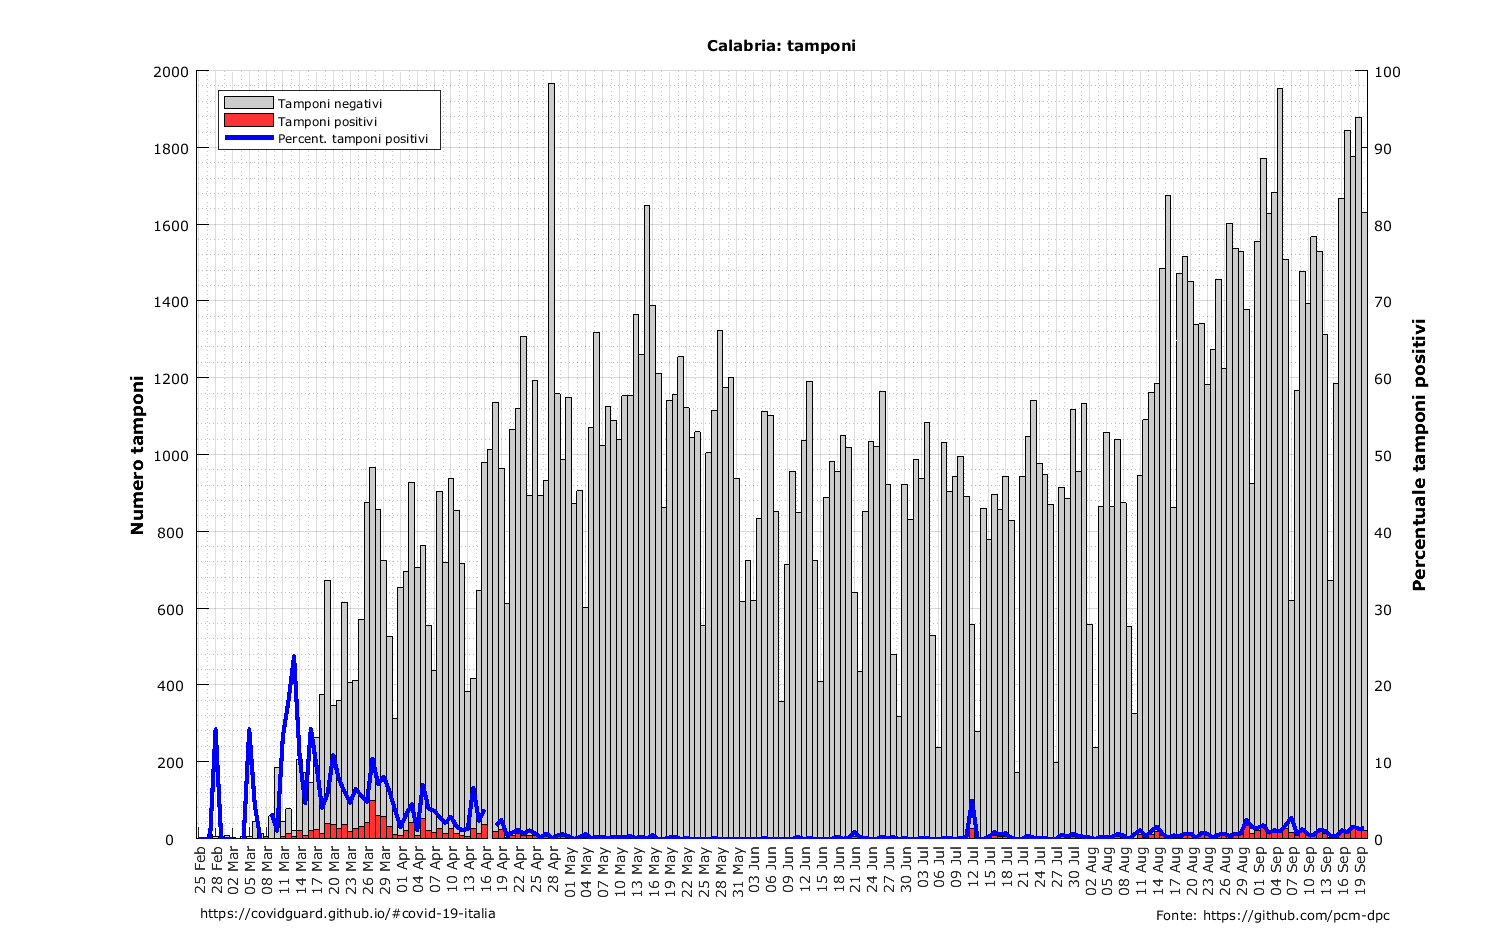 Calabria: tamponi
Tamponi negativi
Tamponi positivi
Percent. tamponi positivi
Numero tamponi
2000
1800
1600
1400
1200
1000
800
600
400
200
0
Percentuale tamponi positivi
100
90
80
70
60
50
40
30
20
10
0
25 Feb
28 Feb
02 Mar
05 Mar
08 Mar
11 Mar
14 Mar
17 Mar
20 Mar
23 Mar
26 Mar
29 Mar
01 Apr
04 Apr
07 Apr
10 Apr
13 Apr
16 Apr
19 Apr
22 Apr
25 Apr
28 Apr
01 May
04 May
07 May
10 May
13 May
16 May
19 May
22 May
25 May
28 May
31 May
03 Jun
06 Jun
09 Jun
12 Jun
15 Jun
18 Jun
21 Jun
24 Jun
27 Jun
30 Jun
03 Jul
06 Jul
09 Jul
12 Jul
15 Jul
18 Jul
21 Jul
24 Jul
27 Jul
30 Jul
02 Aug
05 Aug
08 Aug
11 Aug
14 Aug
17 Aug
20 Aug
23 Aug
26 Aug
29 Aug
01 Sep
04 Sep
07 Sep
10 Sep
13 Sep
16 Sep
19 Sep
https://covidguard.github.io/#covid-19-italia
Fonte: https://github.com/pcm-dpc